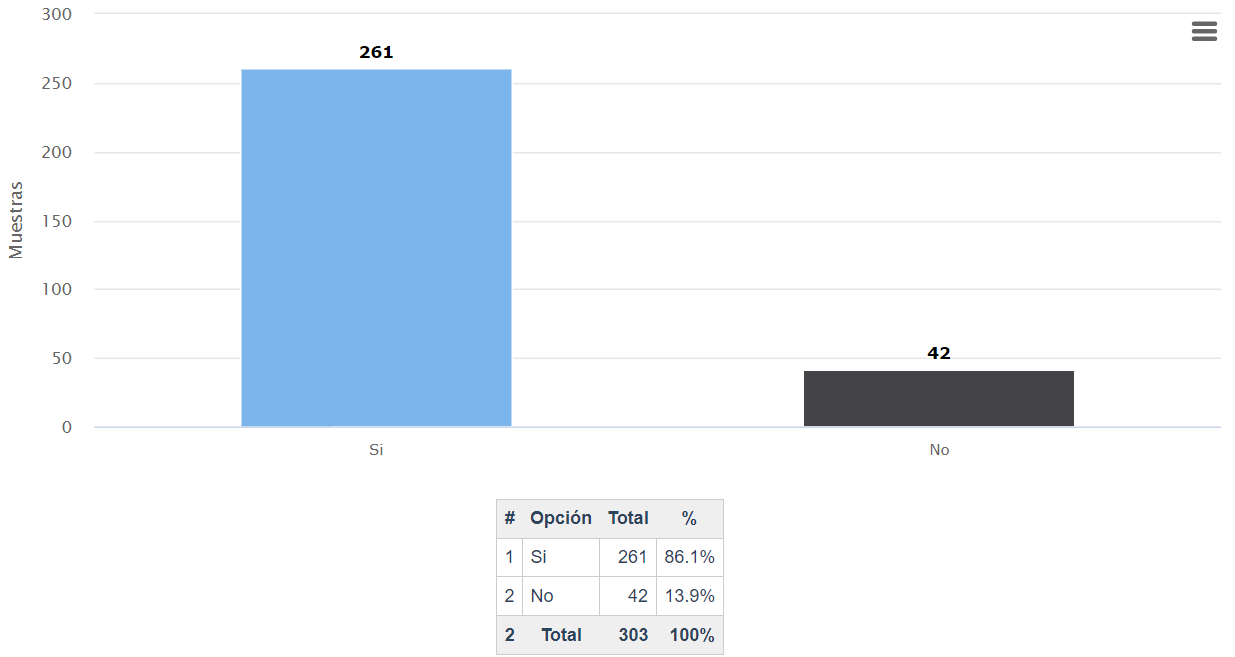 300
261
250
200
150
100
50
42
0
Muestras
Si No
# Opción Total %
1 Si 261 86.1%
2 No 42 13.9%
2 Total 303 100%